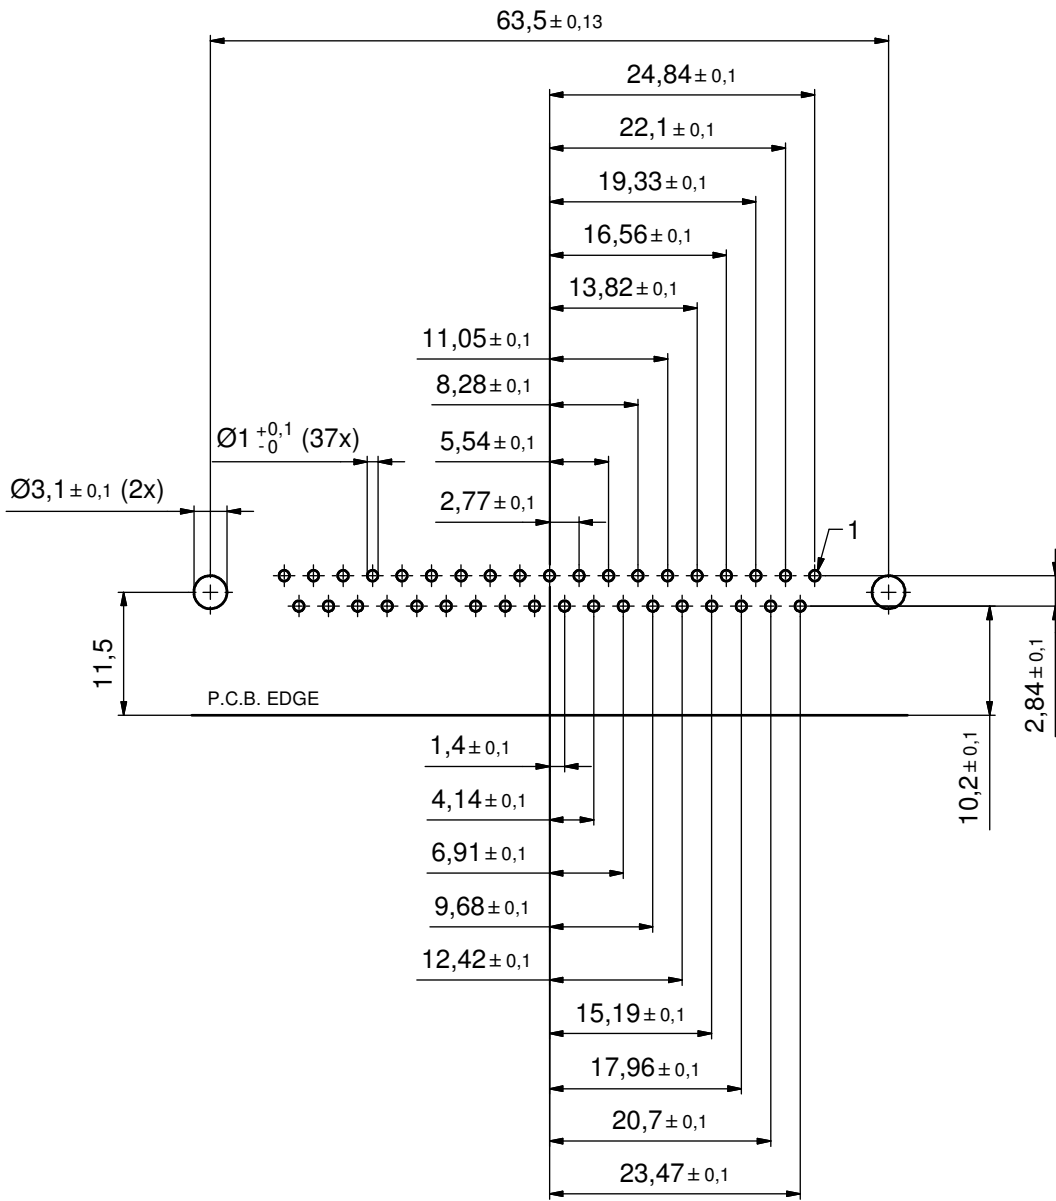 63,5 ± 0,13
24,84 ± 0,1
22,1 ± 0,1
19,33 ± 0,1
16,56 ± 0,1
13,82 ± 0,1
11,05 ± 0,1
8,28 ± 0,1
Ø1 +0,1 -0 (37x)
5,54 ± 0,1
Ø3,1 ± 0,1 (2x)
2,77 ± 0,1
1
11,5
P.C.B. EDGE
2,84 ± 0,1
10,2 ± 0,1
1,4 ± 0,1
4,14 ± 0,1
6,91 ± 0,1
9,68 ± 0,1
12,42 ± 0,1
15,19 ± 0,1
17,96 ± 0,1
20,7 ± 0,1
23,47 ± 0,1